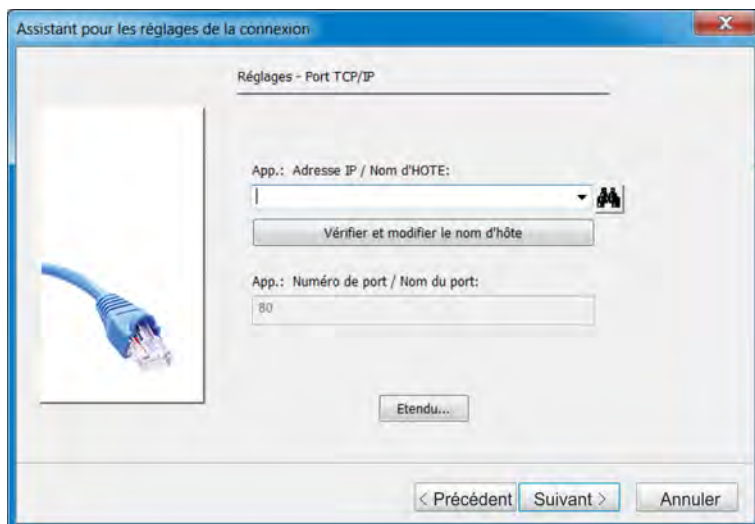 Assistant pour les réglages de la connexion
Réglages - Port TCP/IP
App.: Adresse IP / Nom d'HOTE:
Vérifier et modifier le nom d'hôte
App.: Numéro de port / Nom du port:
80
Etendu...
< Précédent
Suivant >
Annuler